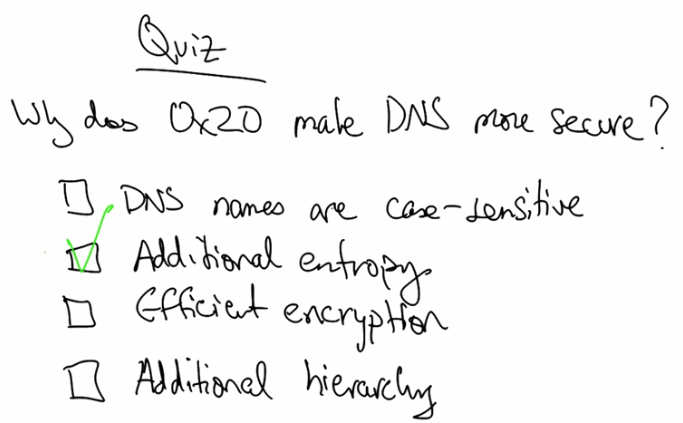 Quiz
Why does 0x20 make DNS more secure?
DNS names are case-sensitive
Additional entropy
Efficient encryption
Additional hierarchy